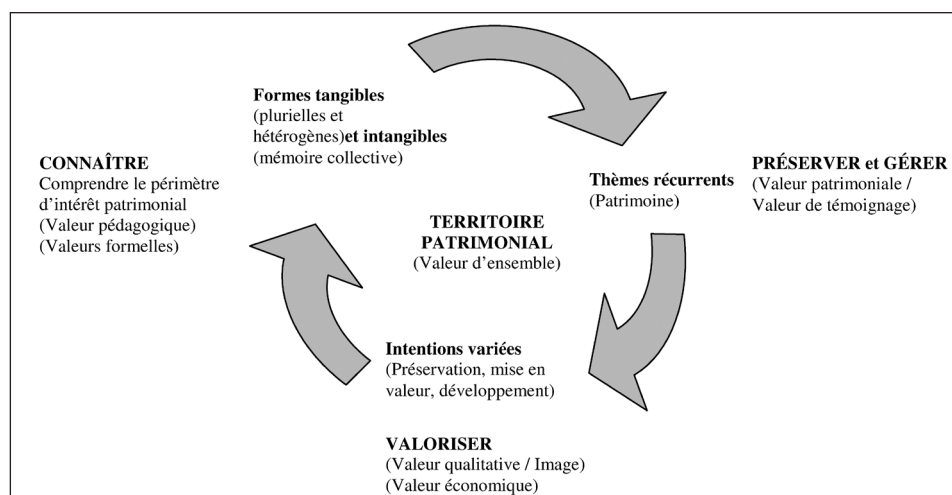 Formes tangibles
(plurielles et
hétérogènes)et intangibles
(mémoire collective)
CONNAÎTRE
Comprendre le périmètre
d'intérêt patrimonial
(Valeur pédagogique)
(Valeurs formelles)
Thèmes récurrents
(Patrimoine)
PRÉSERVER et GÉRER
(Valeur patrimoniale /
Valeur de témoignage)
TERRITOIRE
PATRIMONIAL
(Valeur d'ensemble)
Intentions variées
(Préservation, mise en
valeur, développement)
VALORISER
(Valeur qualitative / Image)
(Valeur économique)